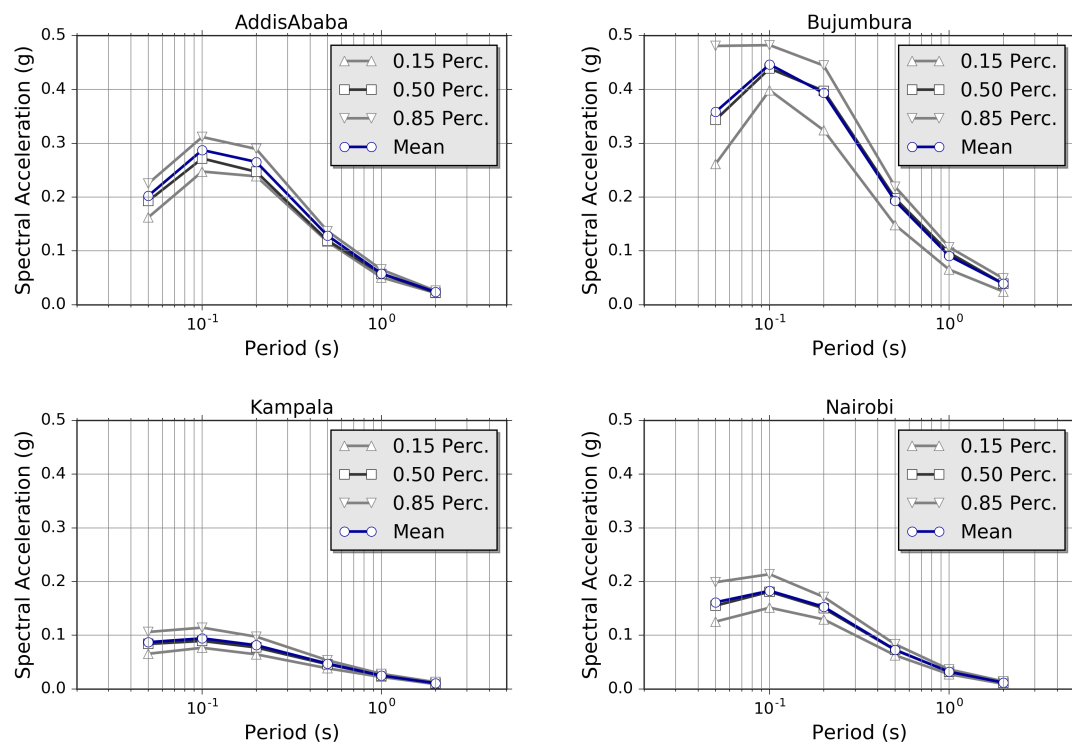 AddisAbaba
Spectral Acceleration (g)
0.5
0.4
0.3
0.2
0.1
0.0
10^-1
10^0
Period (s)
0.15 Perc.
0.50 Perc.
0.85 Perc.
Mean
Bujumbura
Spectral Acceleration (g)
0.5
0.4
0.3
0.2
0.1
0.0
10^-1
10^0
Period (s)
0.15 Perc.
0.50 Perc.
0.85 Perc.
Mean
Kampala
Spectral Acceleration (g)
0.5
0.4
0.3
0.2
0.1
0.0
10^-1
10^0
Period (s)
0.15 Perc.
0.50 Perc.
0.85 Perc.
Mean
Nairobi
Spectral Acceleration (g)
0.5
0.4
0.3
0.2
0.1
0.0
10^-1
10^0
Period (s)
0.15 Perc.
0.50 Perc.
0.85 Perc.
Mean